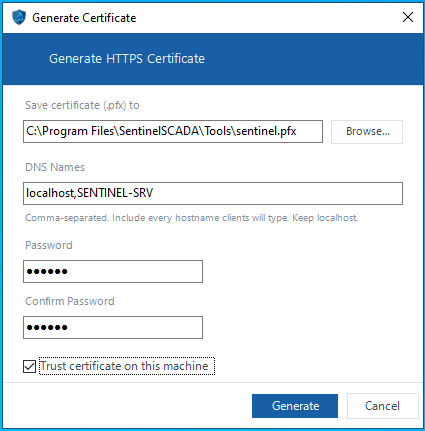 Generate Certificate
Generate HTTPS Certificate
Save certificate (.pfx) to
C:\Program Files\SentinelSCADA\Tools\sentinel.pfx
Browse...
DNS Names
localhost,SENTINEL-SRV
Comma-separated. Include every hostname clients will type. Keep localhost.
Password
●●●●●●
Confirm Password
●●●●●●
Trust certificate on this machine
Generate
Cancel